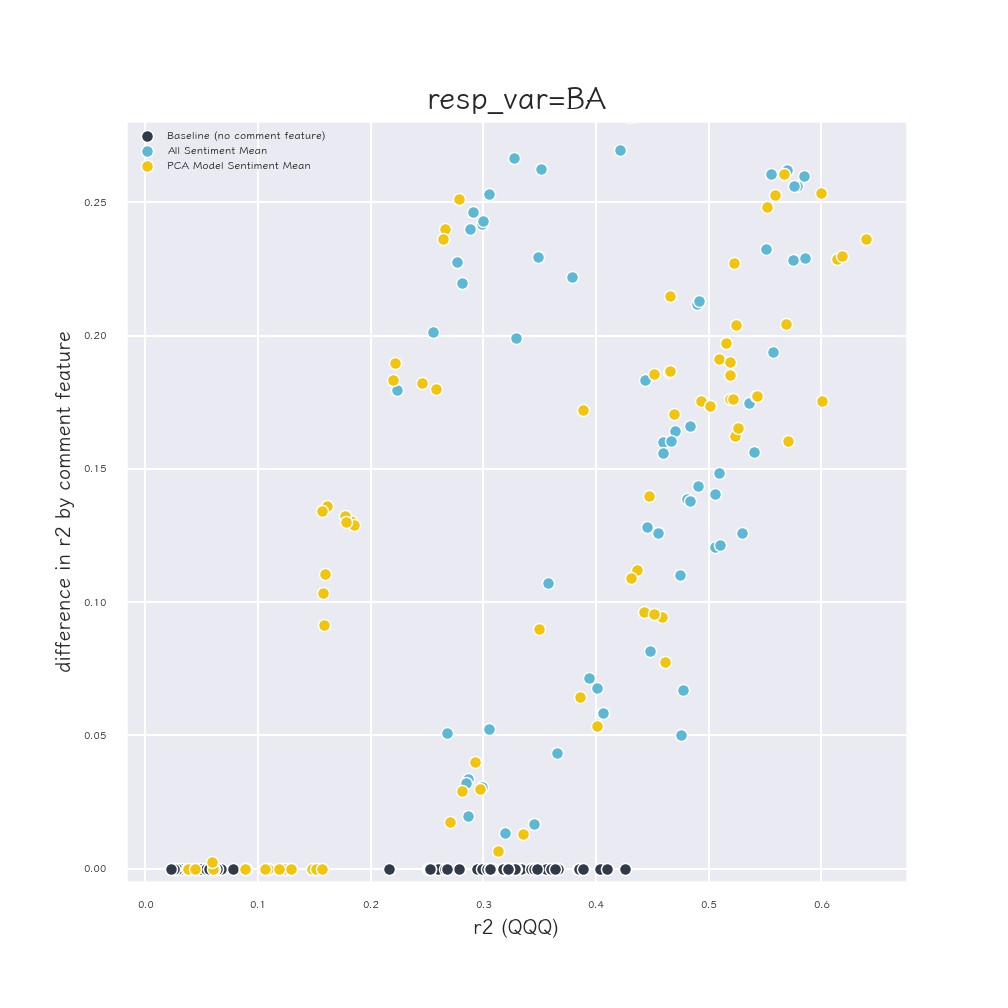 resp_var=BA
Baseline (no comment feature)
All Sentiment Mean
PCA Model Sentiment Mean
difference in r2 by comment feature
0.25
0.20
0.15
0.10
0.05
0.00
0.0 0.1 0.2 0.3 0.4 0.5 0.6
r2 (QQQ)